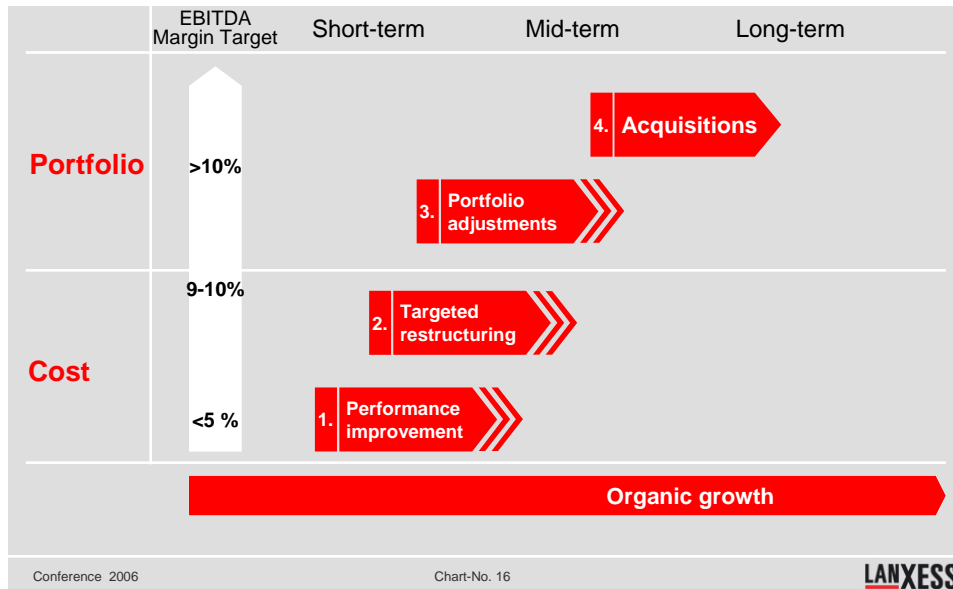 EBITDA
Margin Target
Short-term
Mid-term
Long-term
4. Acquisitions
Portfolio
>10%
3. Portfolio
adjustments
9-10%
2. Targeted
restructuring
Cost
<5 %
1. Performance
improvement
Organic growth
Conference 2006
Chart-No. 16
LANXESS